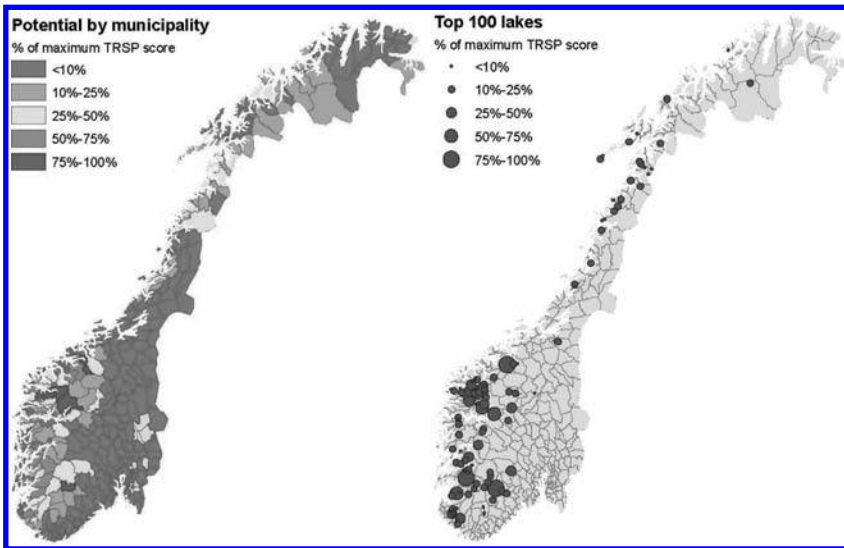 Potential by municipality
% of maximum TRSP score
<10%
10%-25%
25%-50%
50%-75%
75%-100%
Top 100 lakes
% of maximum TRSP score
<10%
10%-25%
25%-50%
50%-75%
75%-100%